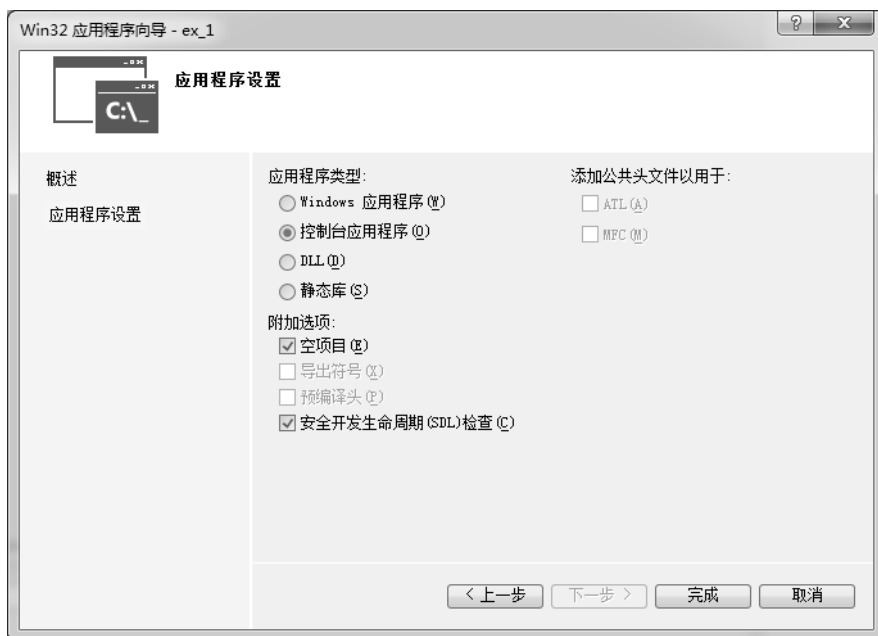 Win32 应用程序向导 - ex_1
应用程序设置
C:\_
概述
应用程序设置
应用程序类型:
Windows 应用程序(W)
控制台应用程序(O)
DLL(D)
静态库(S)
附加选项:
空项目(E)
导出符号(X)
预编译头(P)
安全开发生命周期(SDL)检查(C)
添加公共头文件以用于:
ATL(A)
MFC(M)
< 上一步
下一步 >
完成
取消